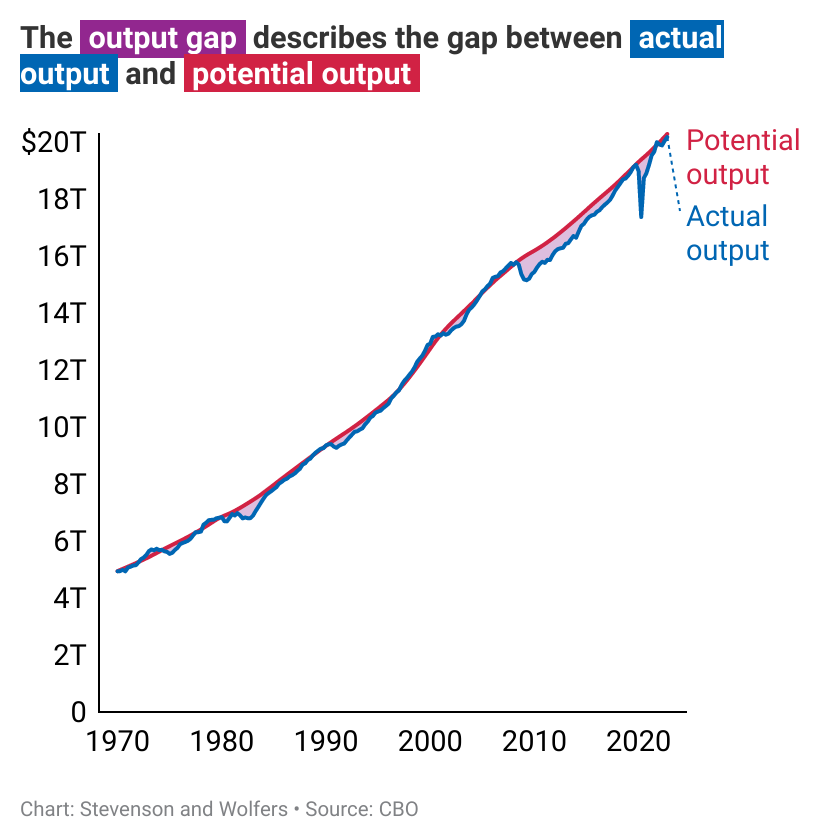 The output gap describes the gap between actual
output and potential output
$20T
18T
16T
14T
12T
10T
8T
6T
4T
2T
0
Potential
output
Actual
output
1970 1980 1990 2000 2010 2020
Chart: Stevenson and Wolfers • Source: CBO